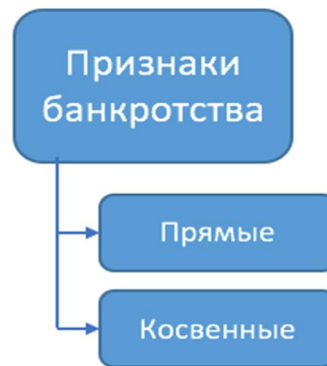 Признаки
банкротства
Прямые
Косвенные